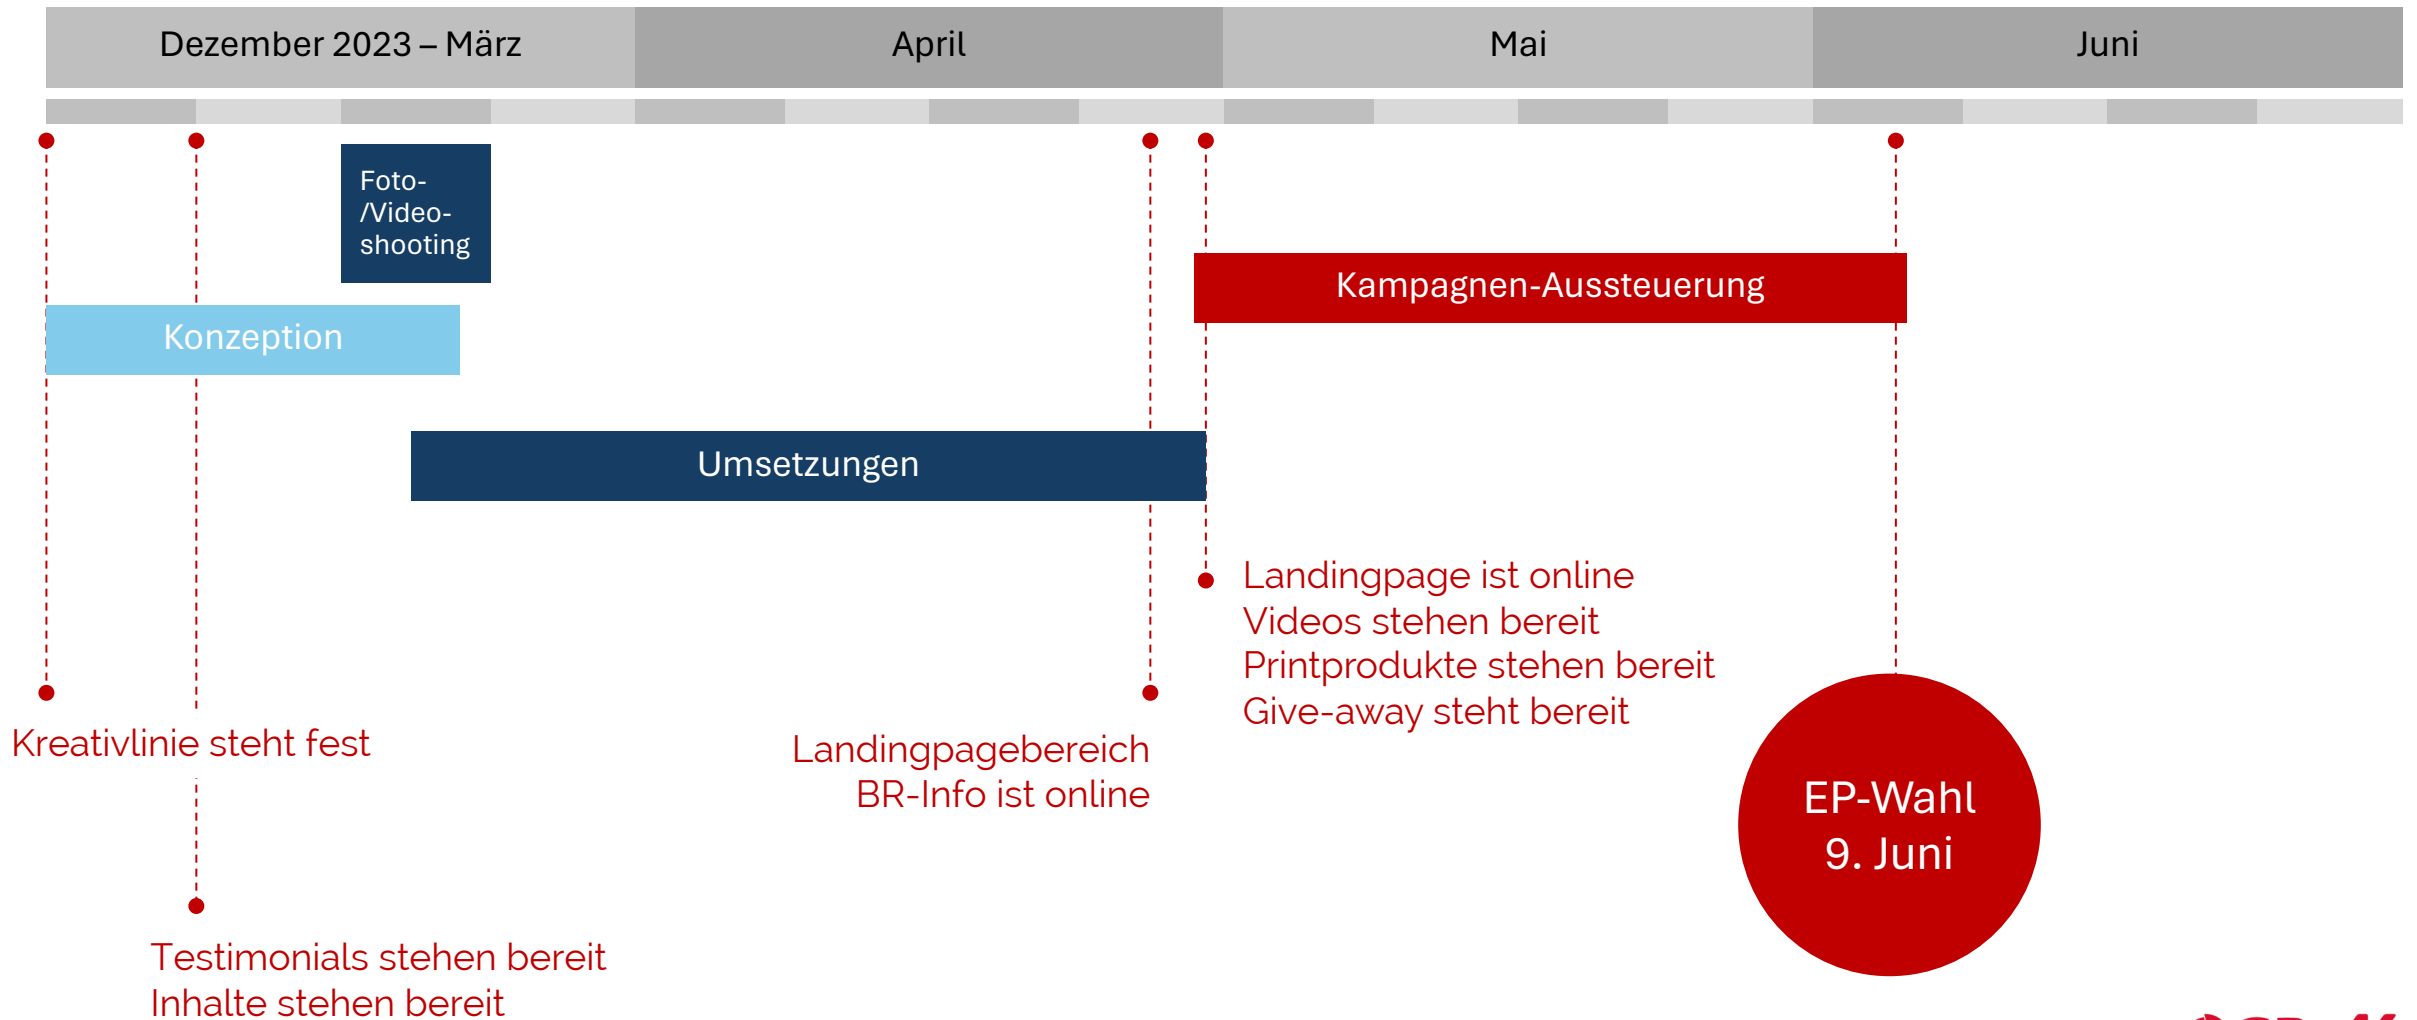 Dezember 2023 – März
April
Mai
Juni
Foto-
/Video-
shooting
Kampagnen-Aussteuerung
Konzeption
Umsetzungen
Landingpage ist online
Videos stehen bereit
Printprodukte stehen bereit
Give-away steht bereit
Kreativlinie steht fest
Landingpagebereich
BR-Info ist online
EP-Wahl
9. Juni
Testimonials stehen bereit
Inhalte stehen bereit